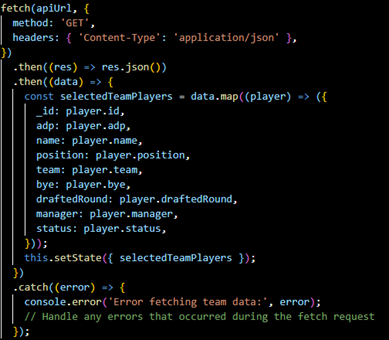 fetch(apiUrl, {
  method: 'GET',
  headers: { 'Content-Type': 'application/json' },
})
  .then((res) => res.json())
  .then((data) => {
    const selectedTeamPlayers = data.map((player) => ({
      _id: player.id,
      adp: player.adp,
      name: player.name,
      position: player.position,
      team: player.team,
      bye: player.bye,
      draftedRound: player.draftedRound,
      manager: player.manager,
      status: player.status,
    }));
    this.setState({ selectedTeamPlayers });
  })
  .catch((error) => {
    console.error('Error fetching team data:', error);
    // Handle any errors that occurred during the fetch request
  });